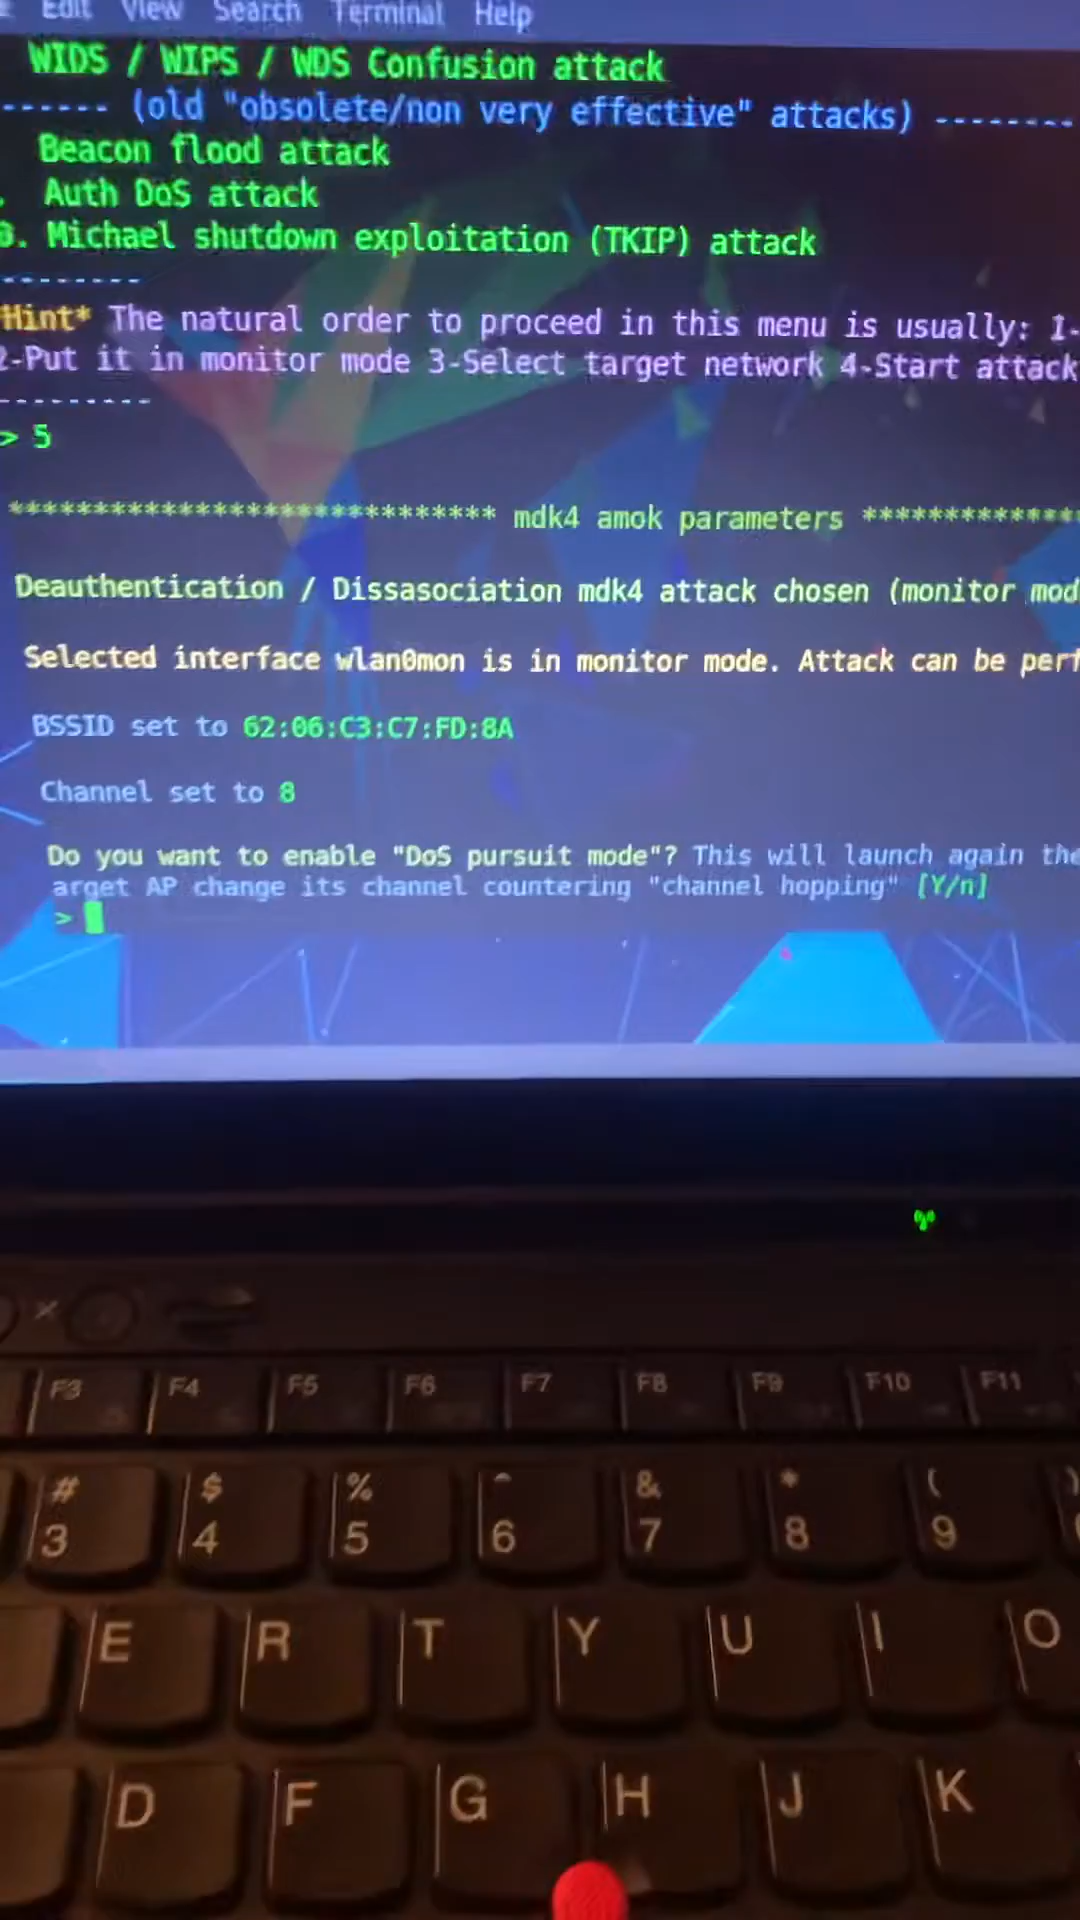 Edit View Search Terminal Help
WIDS / WIPS / WDS Confusion attack
------ (old "obsolete/non very effective" attacks) --------
Beacon flood attack
. Auth DoS attack
0. Michael shutdown exploitation (TKIP) attack
--------
Hint* The natural order to proceed in this menu is usually: 1-
2-Put it in monitor mode 3-Select target network 4-Start attack
---------
> 5
***************************** mdk4 amok parameters *************
Deauthentication / Dissasociation mdk4 attack chosen (monitor mod
Selected interface wlan0mon is in monitor mode. Attack can be perf
BSSID set to 62:06:C3:C7:FD:8A
Channel set to 8
Do you want to enable "DoS pursuit mode"? This will launch again the
arget AP change its channel countering "channel hopping" [Y/n]
>
F3 F4 F5 F6 F7 F8 F9 F10 F11
# $ % ^ & * ( )
3 4 5 6 7 8 9
E R T Y U I O
D F G H J K